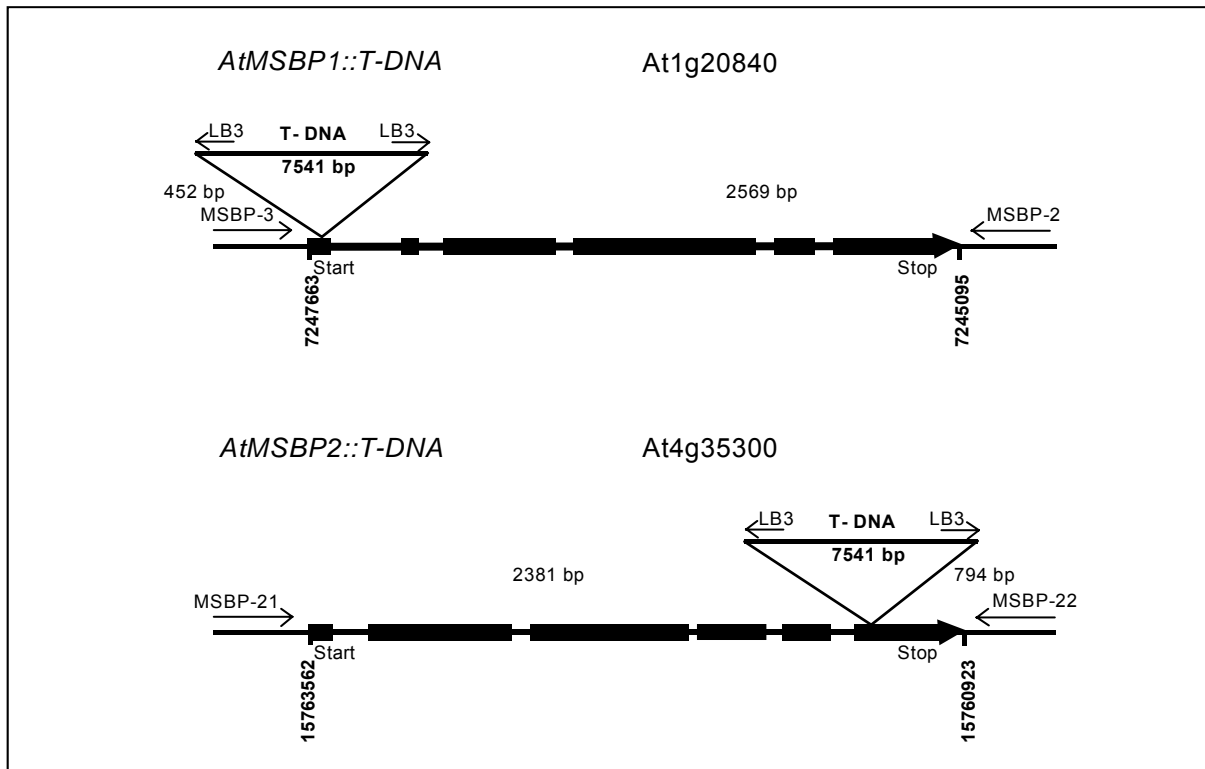 AtMSBP1::T-DNA At1g20840
LB3 T-DNA LB3
7541 bp
452 bp 2569 bp
MSBP-3 MSBP-2
Start Stop
7247663 7245095
AtMSBP2::T-DNA At4g35300
LB3 T-DNA LB3
7541 bp
2381 bp 794 bp
MSBP-21 MSBP-22
Start Stop
15763562 15760923